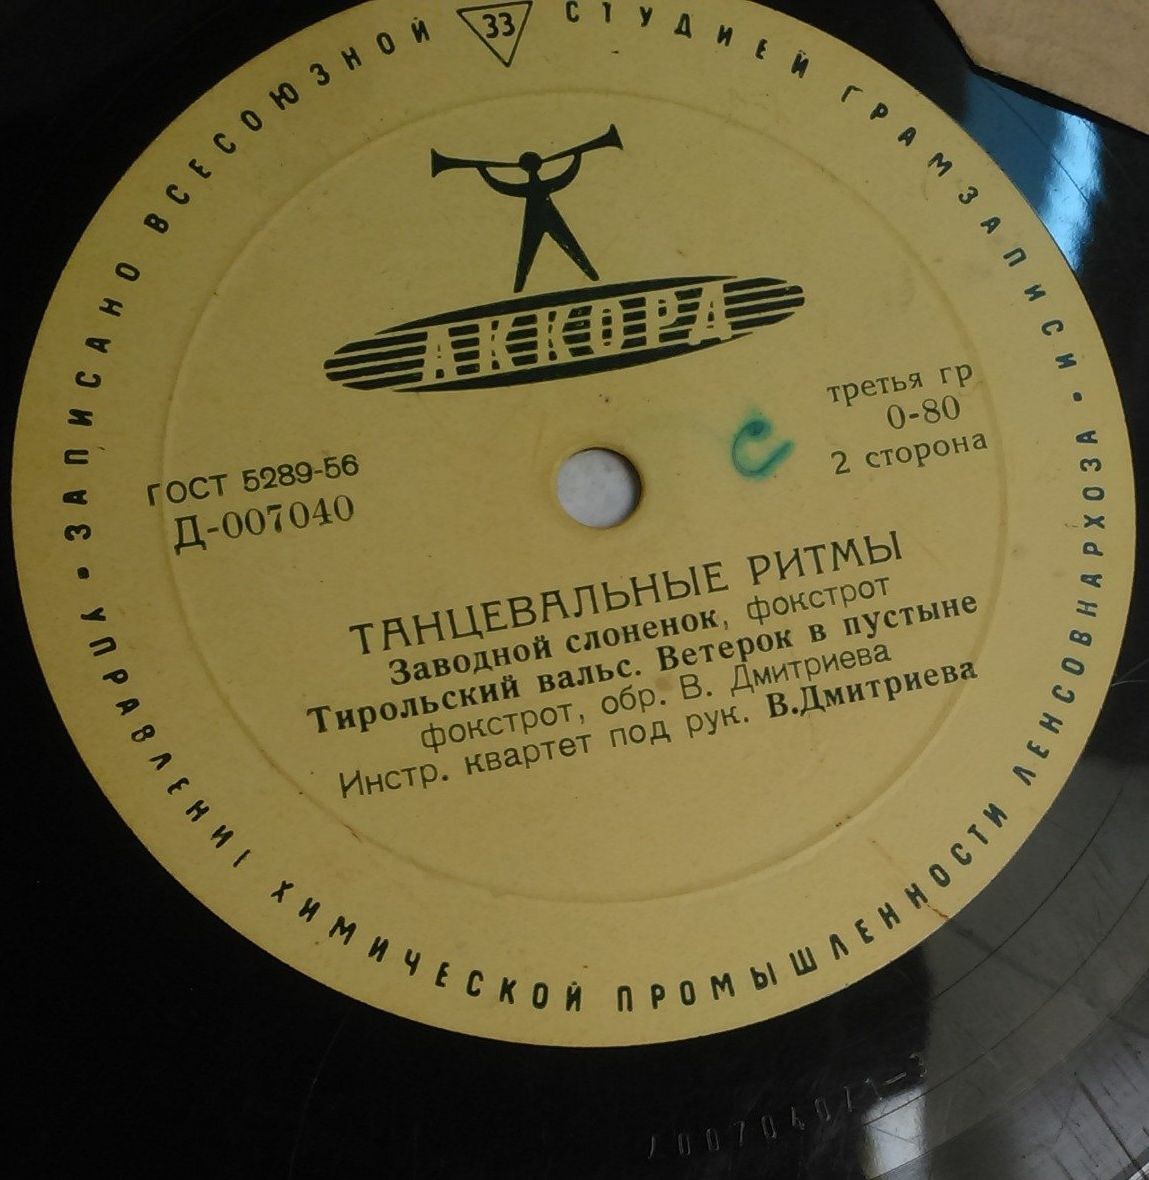 ЗАПИСАНО ВСЕСОЮЗНОЙ 33 СТУДИЕЙ ГРАМЗАПИСИ •
АККОРД
третья гр
0-80
2 сторона
ГОСТ 5289-56
Д-007040
ТАНЦЕВАЛЬНЫЕ РИТМЫ
Заводной слоненок, фокстрот
Тирольский вальс. Ветерок в пустыне
фокстрот, обр. В. Дмитриева
Инстр. квартет под рук. В.Дмитриева
• УПРАВЛЕНИ ХИМИЧЕСКОЙ ПРОМЫШЛЕННОСТИ ЛЕНСОВНАРХОЗА